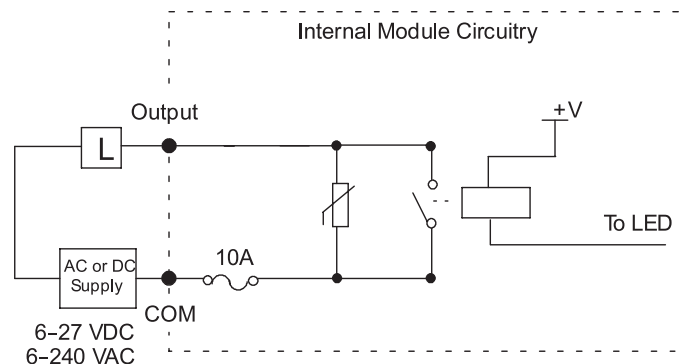 Internal Module Circuitry
Output
+V
L
To LED
10A
AC or DC
Supply
COM
6–27 VDC
6–240 VAC